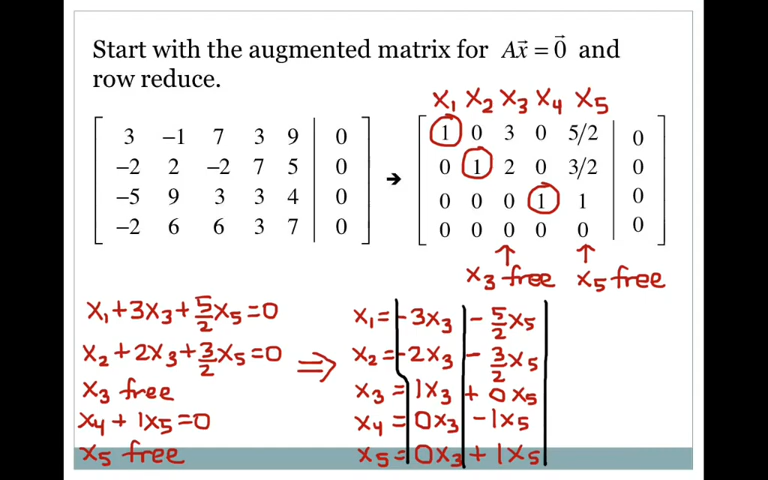 Start with the augmented matrix for Ax⃗ = 0⃗ and
row reduce.
x₁ x₂ x₃ x₄ x₅
3 −1 7 3 9 | 0
−2 2 −2 7 5 | 0
−5 9 3 3 4 | 0
−2 6 6 3 7 | 0
→
1 0 3 0 5/2 | 0
0 1 2 0 3/2 | 0
0 0 0 1 1 | 0
0 0 0 0 0 | 0
↑ ↑
x₃ free x₅ free
x₁+3x₃+5/2x₅=0
x₂+2x₃+3/2x₅=0
x₃ free
x₄+1x₅=0
x₅ free
⇒
x₁=-3x₃ - 5/2x₅
x₂=-2x₃ - 3/2x₅
x₃=1x₃ + 0x₅
x₄=0x₃ -1x₅
x₅=0x₃+1x₅